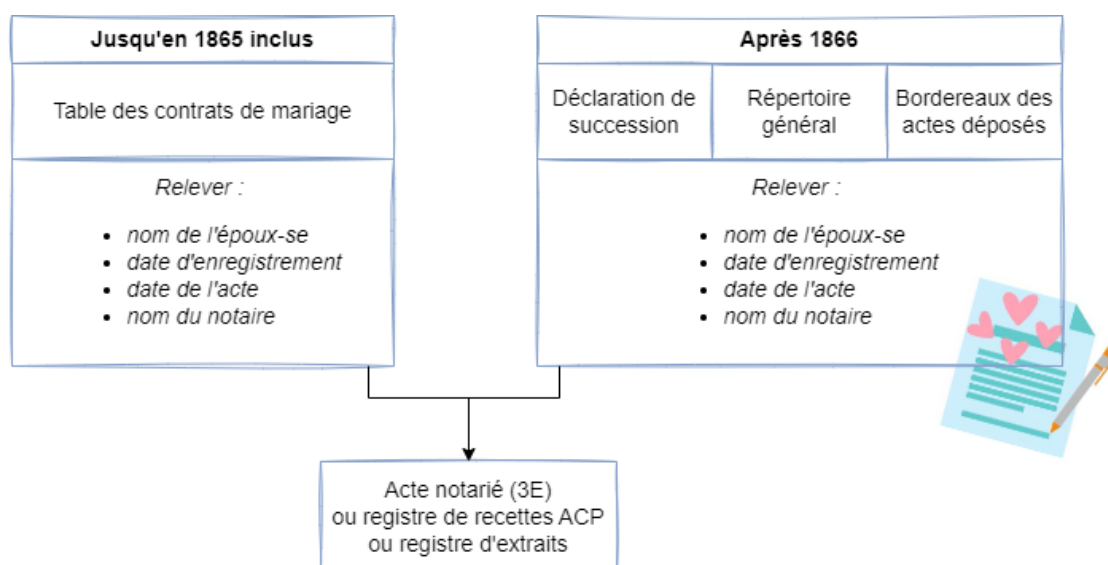 Jusqu'en 1865 inclus
Table des contrats de mariage
Relever :
• nom de l'époux-se
• date d'enregistrement
• date de l'acte
• nom du notaire
Après 1866
Déclaration de
succession
Répertoire
général
Bordereaux des
actes déposés
Relever :
• nom de l'époux-se
• date d'enregistrement
• date de l'acte
• nom du notaire
Acte notarié (3E)
ou registre de recettes ACP
ou registre d'extraits